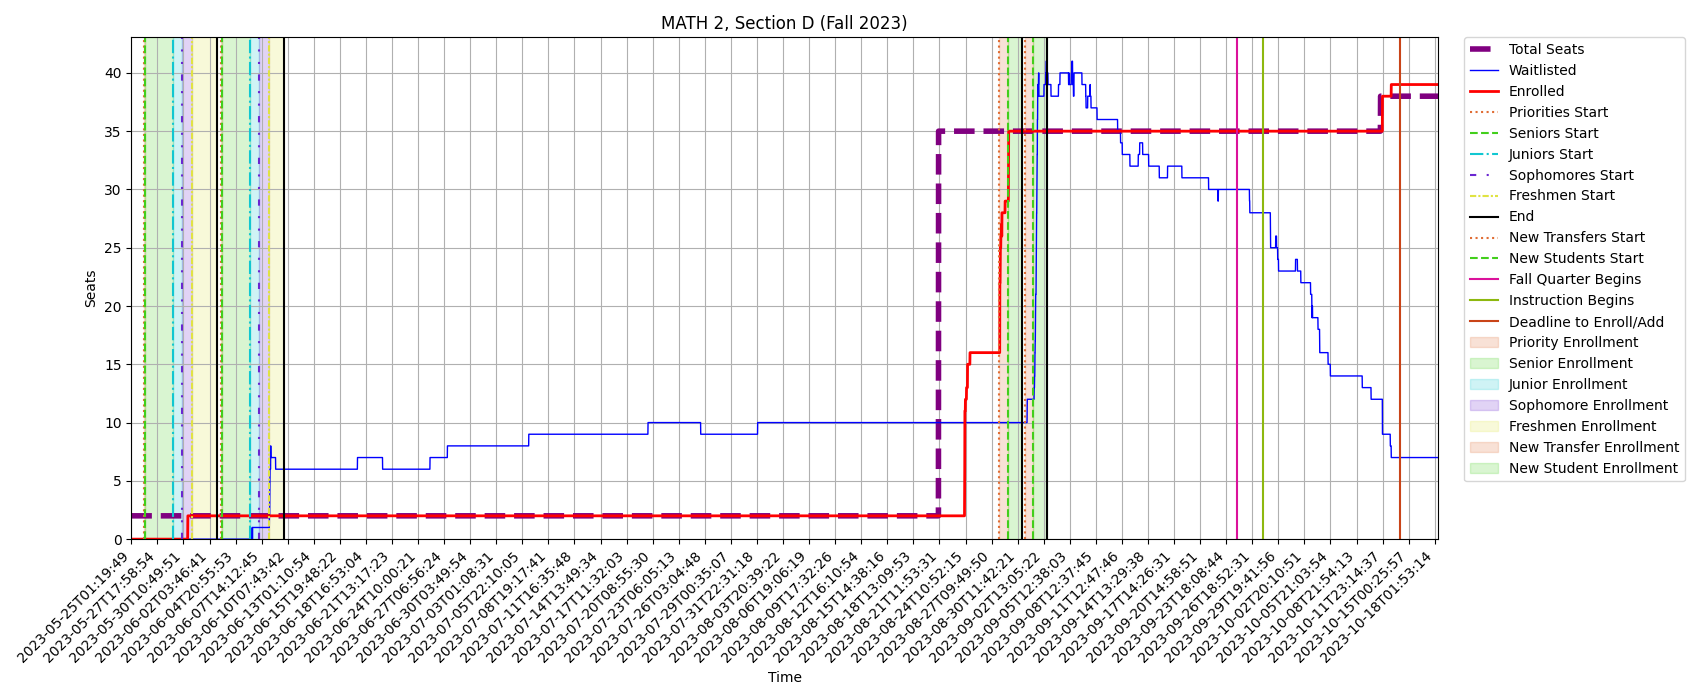 MATH 2, Section D (Fall 2023)
Seats
40
35
30
25
20
15
10
5
0
2023-05-25T01:19:49
2023-05-27T17:58:54
2023-05-30T10:49:51
2023-06-02T03:46:41
2023-06-04T20:55:53
2023-06-07T14:12:45
2023-06-10T07:43:42
2023-06-13T01:10:54
2023-06-15T19:48:22
2023-06-18T16:53:04
2023-06-21T13:17:23
2023-06-24T10:00:21
2023-06-27T06:56:24
2023-06-30T03:49:54
2023-07-03T01:08:31
2023-07-05T22:10:05
2023-07-08T19:17:41
2023-07-11T16:35:48
2023-07-14T13:49:34
2023-07-17T11:32:03
2023-07-20T08:55:30
2023-07-23T06:05:13
2023-07-26T03:04:48
2023-07-29T00:35:07
2023-07-31T22:31:18
2023-08-03T20:39:22
2023-08-06T19:06:19
2023-08-09T17:32:26
2023-08-12T16:10:54
2023-08-15T14:38:16
2023-08-18T13:09:53
2023-08-21T11:53:31
2023-08-24T10:52:15
2023-08-27T09:49:50
2023-08-30T11:42:21
2023-09-02T13:05:22
2023-09-05T12:38:03
2023-09-08T12:37:45
2023-09-11T12:47:46
2023-09-14T13:29:38
2023-09-17T14:26:31
2023-09-20T14:58:51
2023-09-23T18:08:44
2023-09-26T18:52:31
2023-09-29T19:41:56
2023-10-02T20:10:51
2023-10-05T21:03:54
2023-10-08T21:54:13
2023-10-11T23:14:37
2023-10-15T00:25:57
2023-10-18T01:53:14
Time
Total Seats
Waitlisted
Enrolled
Priorities Start
Seniors Start
Juniors Start
Sophomores Start
Freshmen Start
End
New Transfers Start
New Students Start
Fall Quarter Begins
Instruction Begins
Deadline to Enroll/Add
Priority Enrollment
Senior Enrollment
Junior Enrollment
Sophomore Enrollment
Freshmen Enrollment
New Transfer Enrollment
New Student Enrollment